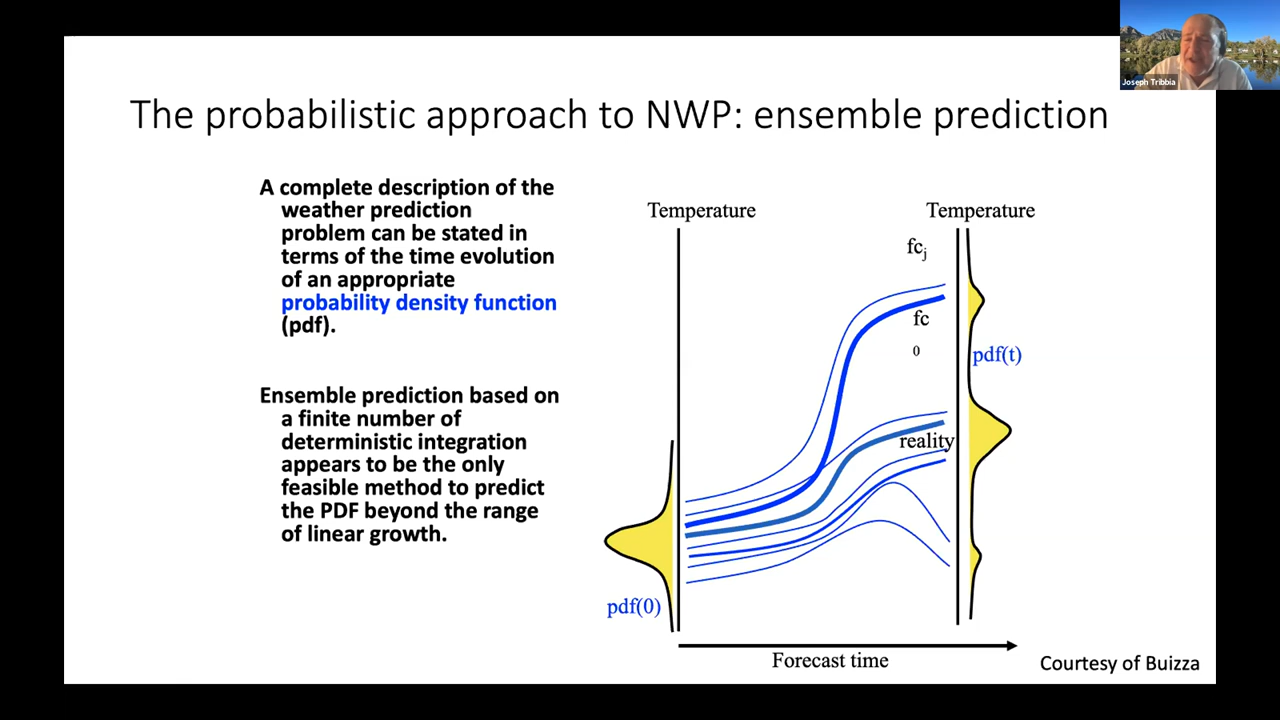 Joseph Tribbia
The probabilistic approach to NWP: ensemble prediction
A complete description of the
weather prediction
problem can be stated in
terms of the time evolution
of an appropriate
probability density function
(pdf).
Ensemble prediction based on
a finite number of
deterministic integration
appears to be the only
feasible method to predict
the PDF beyond the range
of linear growth.
Temperature
Temperature
fcj
fc
0
pdf(t)
reality
pdf(0)
Forecast time
Courtesy of Buizza